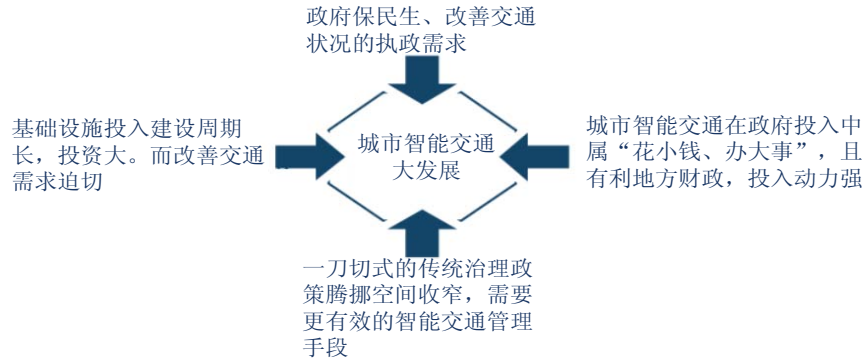 政府保民生、改善交通
状况的执政需求
基础设施投入建设周期
长，投资大。而改善交通
需求迫切
城市智能交通
大发展
城市智能交通在政府投入中
属“花小钱、办大事”，且
有利地方财政，投入动力强
一刀切式的传统治理政
策腾挪空间收窄，需要
更有效的智能交通管理
手段